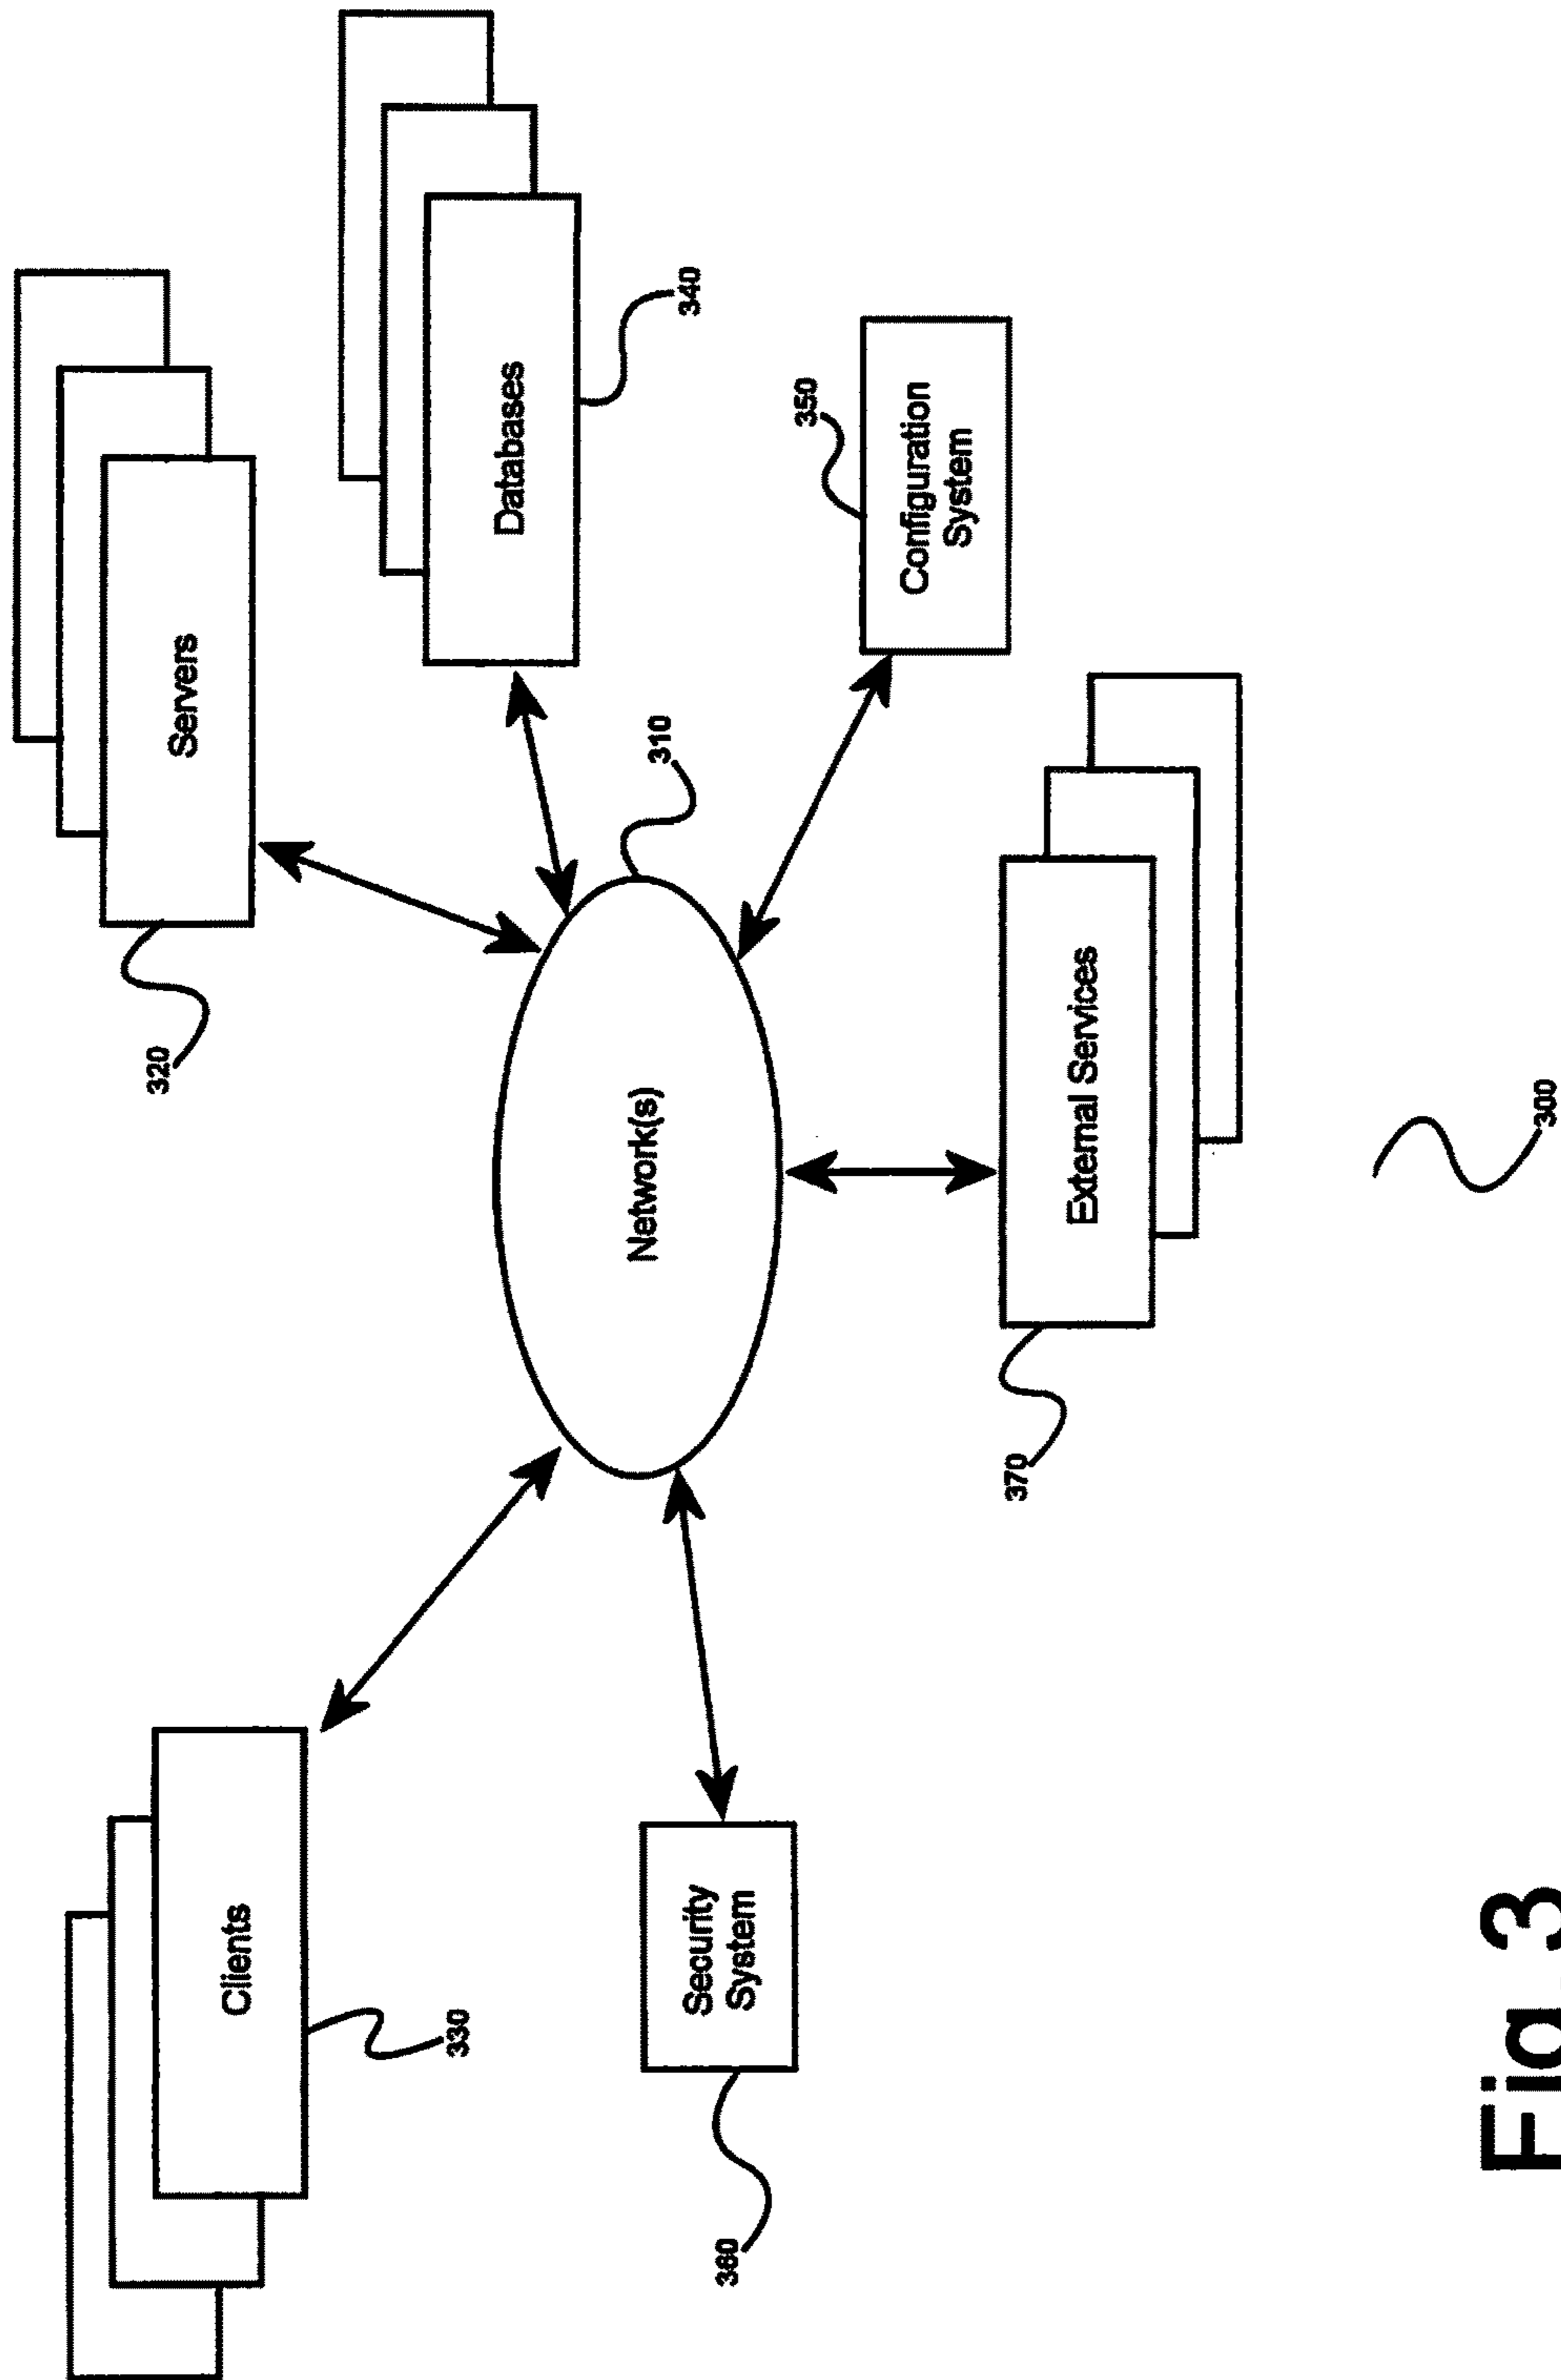 320
Servers
Clients
330
Databases
340
Network(s)
310
360
Security
System
350
Configuration
System
370
External Services
300
Fig. 3